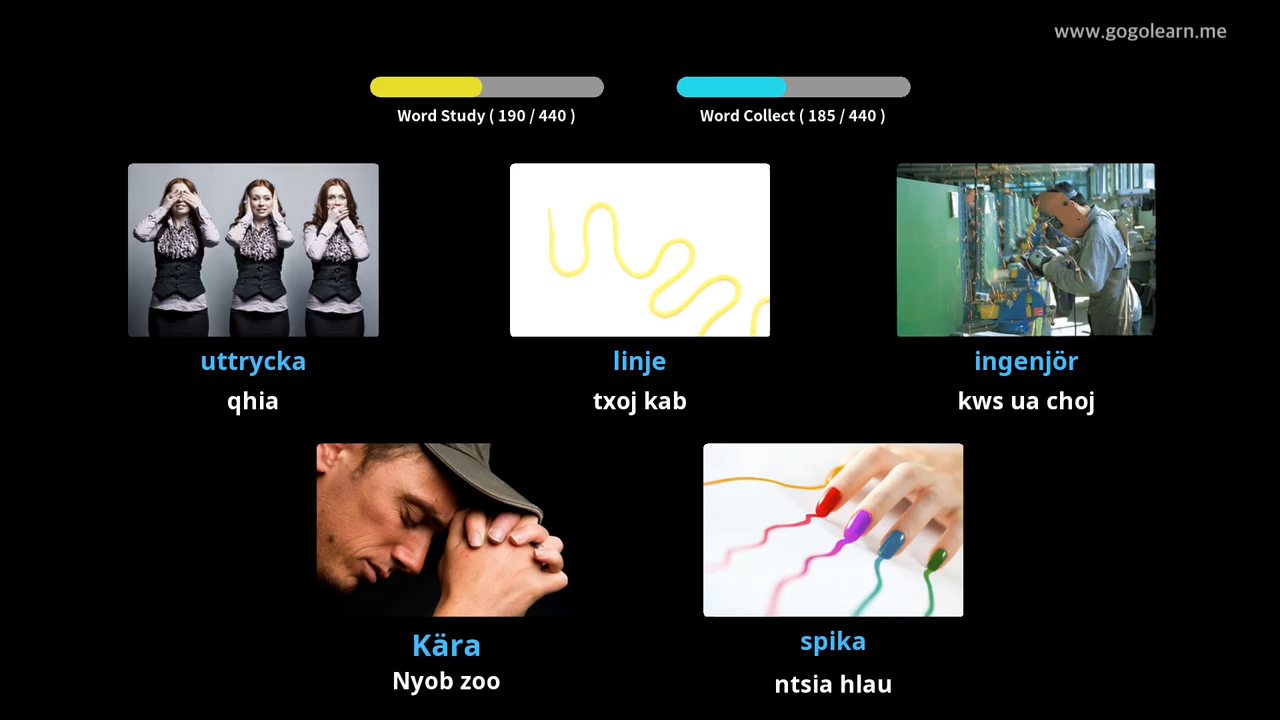 www.gogolearn.me
Word Study ( 190 / 440 )
Word Collect ( 185 / 440 )
uttrycka
qhia
linje
txoj kab
ingenjör
kws ua choj
Kära
Nyob zoo
spika
ntsia hlau